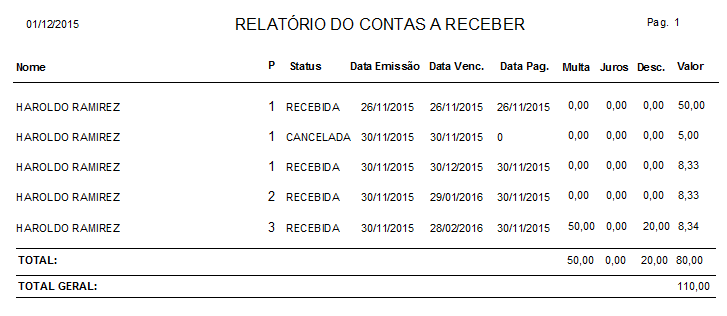 01/12/2015 RELATÓRIO DO CONTAS A RECEBER Pag. 1
Nome P Status Data Emissão Data Venc. Data Pag. Multa Juros Desc. Valor
HAROLDO RAMIREZ 1 RECEBIDA 26/11/2015 26/11/2015 26/11/2015 0,00 0,00 0,00 50,00
HAROLDO RAMIREZ 1 CANCELADA 30/11/2015 30/11/2015 0 0,00 0,00 0,00 5,00
HAROLDO RAMIREZ 1 RECEBIDA 30/11/2015 30/12/2015 30/11/2015 0,00 0,00 0,00 8,33
HAROLDO RAMIREZ 2 RECEBIDA 30/11/2015 29/01/2016 30/11/2015 0,00 0,00 0,00 8,33
HAROLDO RAMIREZ 3 RECEBIDA 30/11/2015 28/02/2016 30/11/2015 50,00 0,00 20,00 8,34
TOTAL: 50,00 0,00 20,00 80,00
TOTAL GERAL: 110,00